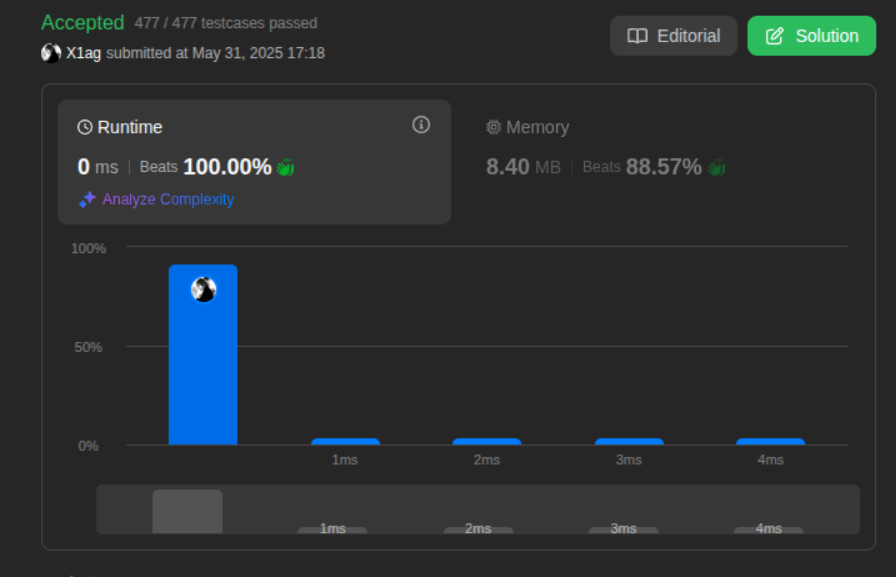 Accepted 477 / 477 testcases passed
X1ag submitted at May 31, 2025 17:18
Editorial
Solution
Runtime
0 ms | Beats 100.00%
Analyze Complexity
Memory
8.40 MB | Beats 88.57%
100%
50%
0%
1ms 2ms 3ms 4ms
1ms 2ms 3ms 4ms